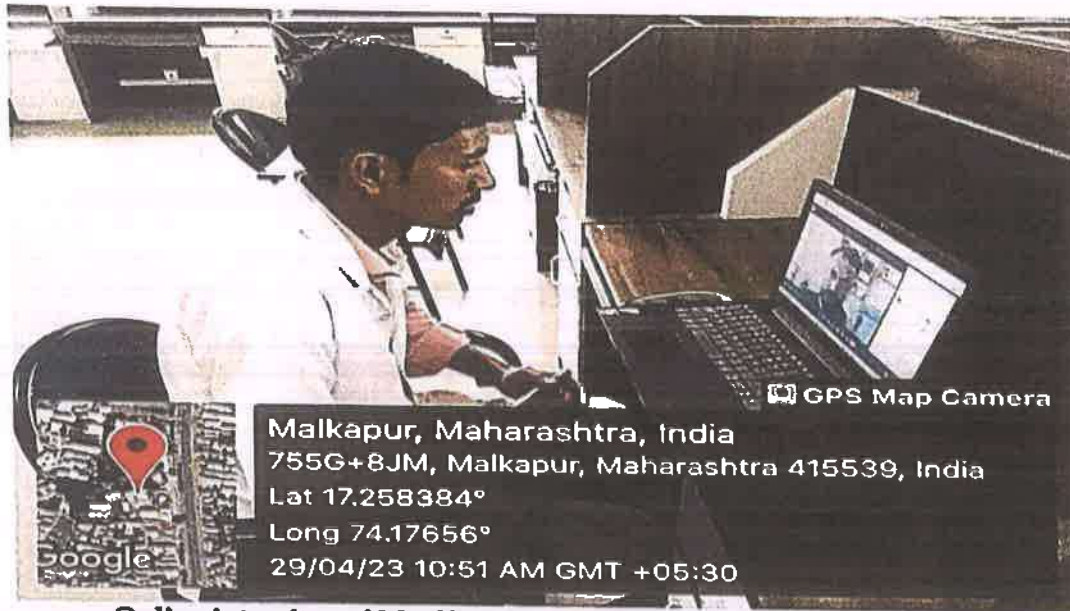 GPS Map Camera
Malkapur, Maharashtra, India
755G+8JM, Malkapur, Maharashtra 415539, India
Lat 17.258384°
Long 74.17656°
29/04/23 10:51 AM GMT +05:30
Google